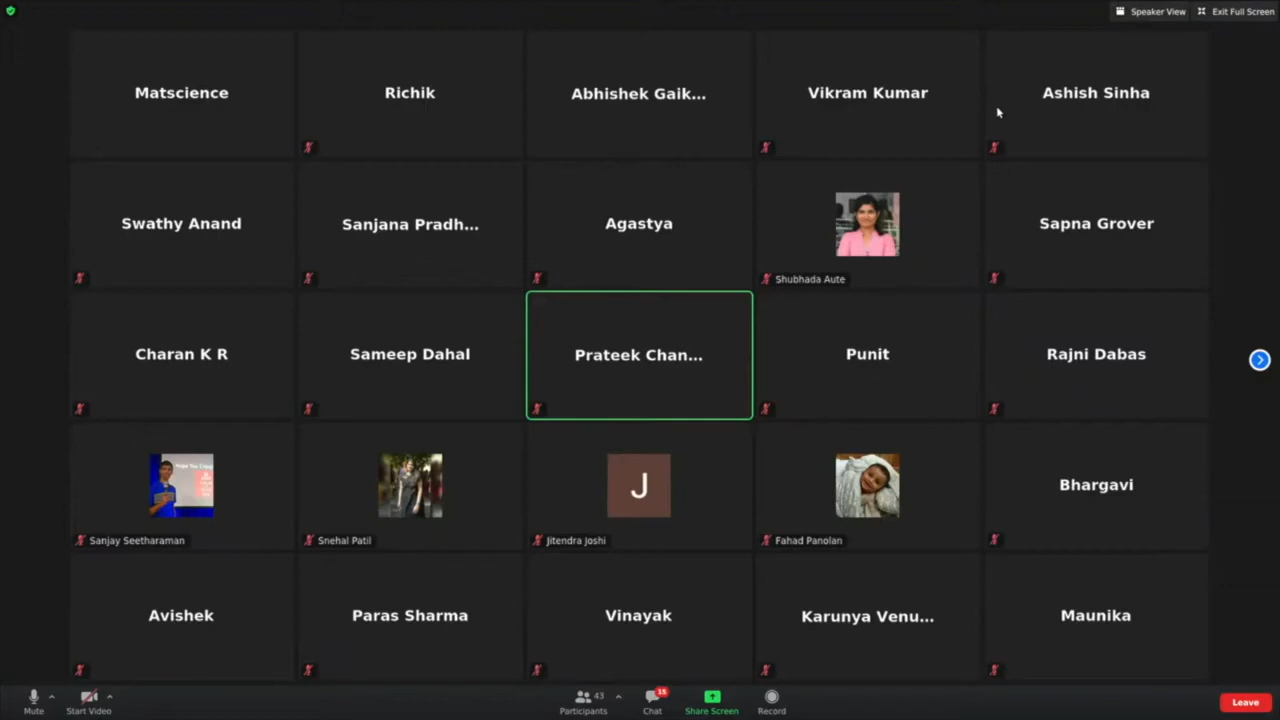 Speaker View Exit Full Screen
Matscience Richik Abhishek Gaik... Vikram Kumar Ashish Sinha
Swathy Anand Sanjana Pradh... Agastya Sapna Grover
Shubhada Aute
Charan K R Sameep Dahal Prateek Chan... Punit Rajni Dabas
J Bhargavi
Sanjay Seetharaman Snehal Patil Jitendra Joshi Fahad Panolan
Avishek Paras Sharma Vinayak Karunya Venu... Maunika
43 15
Mute Start Video Participants Chat Share Screen Record Leave